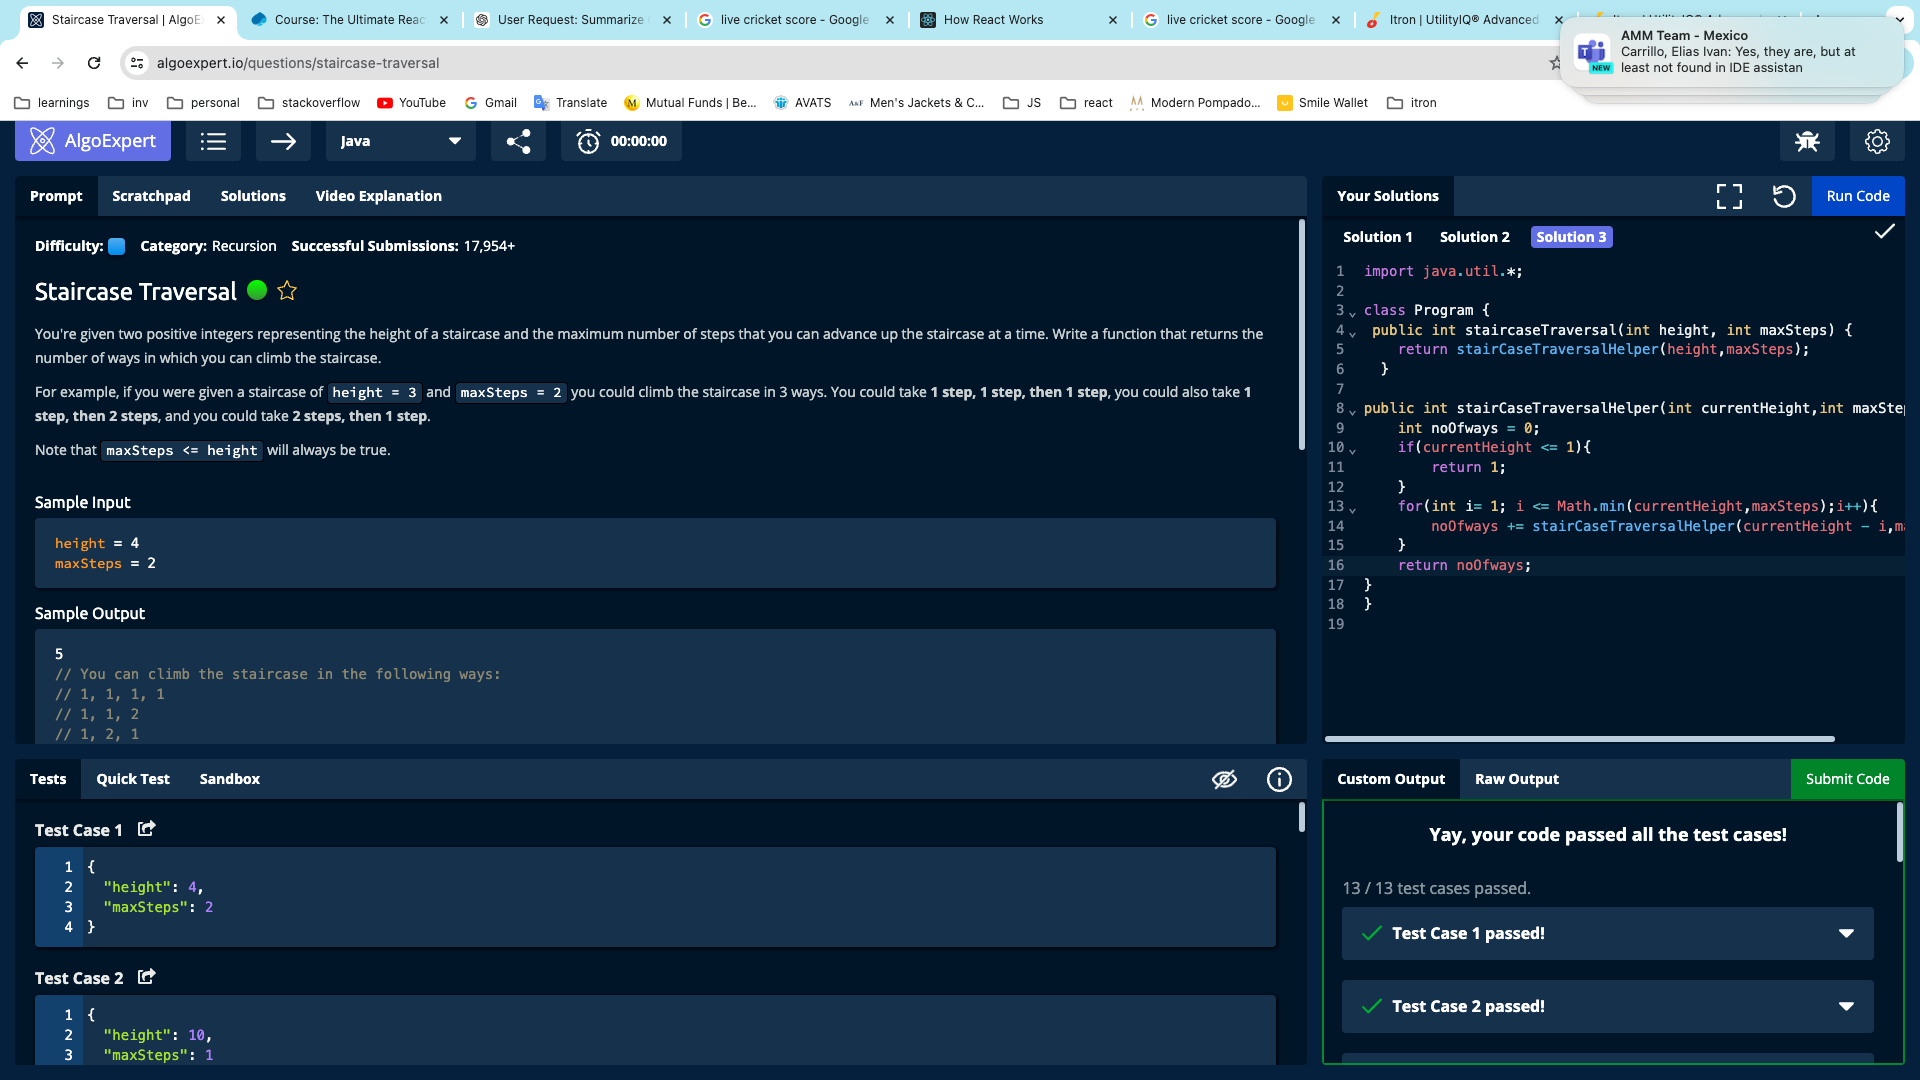 Staircase Traversal | AlgoE
Course: The Ultimate Reac
User Request: Summarize
live cricket score - Google
How React Works
live cricket score - Google
Itron | UtilityIQ® Advanced
AMM Team - Mexico
Carrillo, Elias Ivan: Yes, they are, but at
least not found in IDE assistan
NEW
algoexpert.io/questions/staircase-traversal
learnings
inv
personal
stackoverflow
YouTube
Gmail
Translate
Mutual Funds | Be...
AVATS
A&F
Men's Jackets & C...
JS
react
Modern Pompado...
Smile Wallet
itron
AlgoExpert
Java
00:00:00
Prompt
Scratchpad
Solutions
Video Explanation
Difficulty:
Category: Recursion
Successful Submissions: 17,954+
Staircase Traversal
You're given two positive integers representing the height of a staircase and the maximum number of steps that you can advance up the staircase at a time. Write a function that returns the
number of ways in which you can climb the staircase.
For example, if you were given a staircase of height = 3 and maxSteps = 2 you could climb the staircase in 3 ways. You could take 1 step, 1 step, then 1 step, you could also take 1
step, then 2 steps, and you could take 2 steps, then 1 step.
Note that maxSteps <= height will always be true.
Sample Input
height = 4
maxSteps = 2
Sample Output
5
// You can climb the staircase in the following ways:
// 1, 1, 1, 1
// 1, 1, 2
// 1, 2, 1
Your Solutions
Run Code
Solution 1
Solution 2
Solution 3
1 import java.util.*;
2
3 class Program {
4 public int staircaseTraversal(int height, int maxSteps) {
5 return stairCaseTraversalHelper(height,maxSteps);
6 }
7
8 public int stairCaseTraversalHelper(int currentHeight,int maxSte
9 int noOfways = 0;
10 if(currentHeight <= 1){
11 return 1;
12 }
13 for(int i= 1; i <= Math.min(currentHeight,maxSteps);i++){
14 noOfways += stairCaseTraversalHelper(currentHeight - i,m
15 }
16 return noOfways;
17 }
18 }
19
Tests
Quick Test
Sandbox
Test Case 1
1 {
2 "height": 4,
3 "maxSteps": 2
4 }
Test Case 2
1 {
2 "height": 10,
3 "maxSteps": 1
Custom Output
Raw Output
Submit Code
Yay, your code passed all the test cases!
13 / 13 test cases passed.
Test Case 1 passed!
Test Case 2 passed!